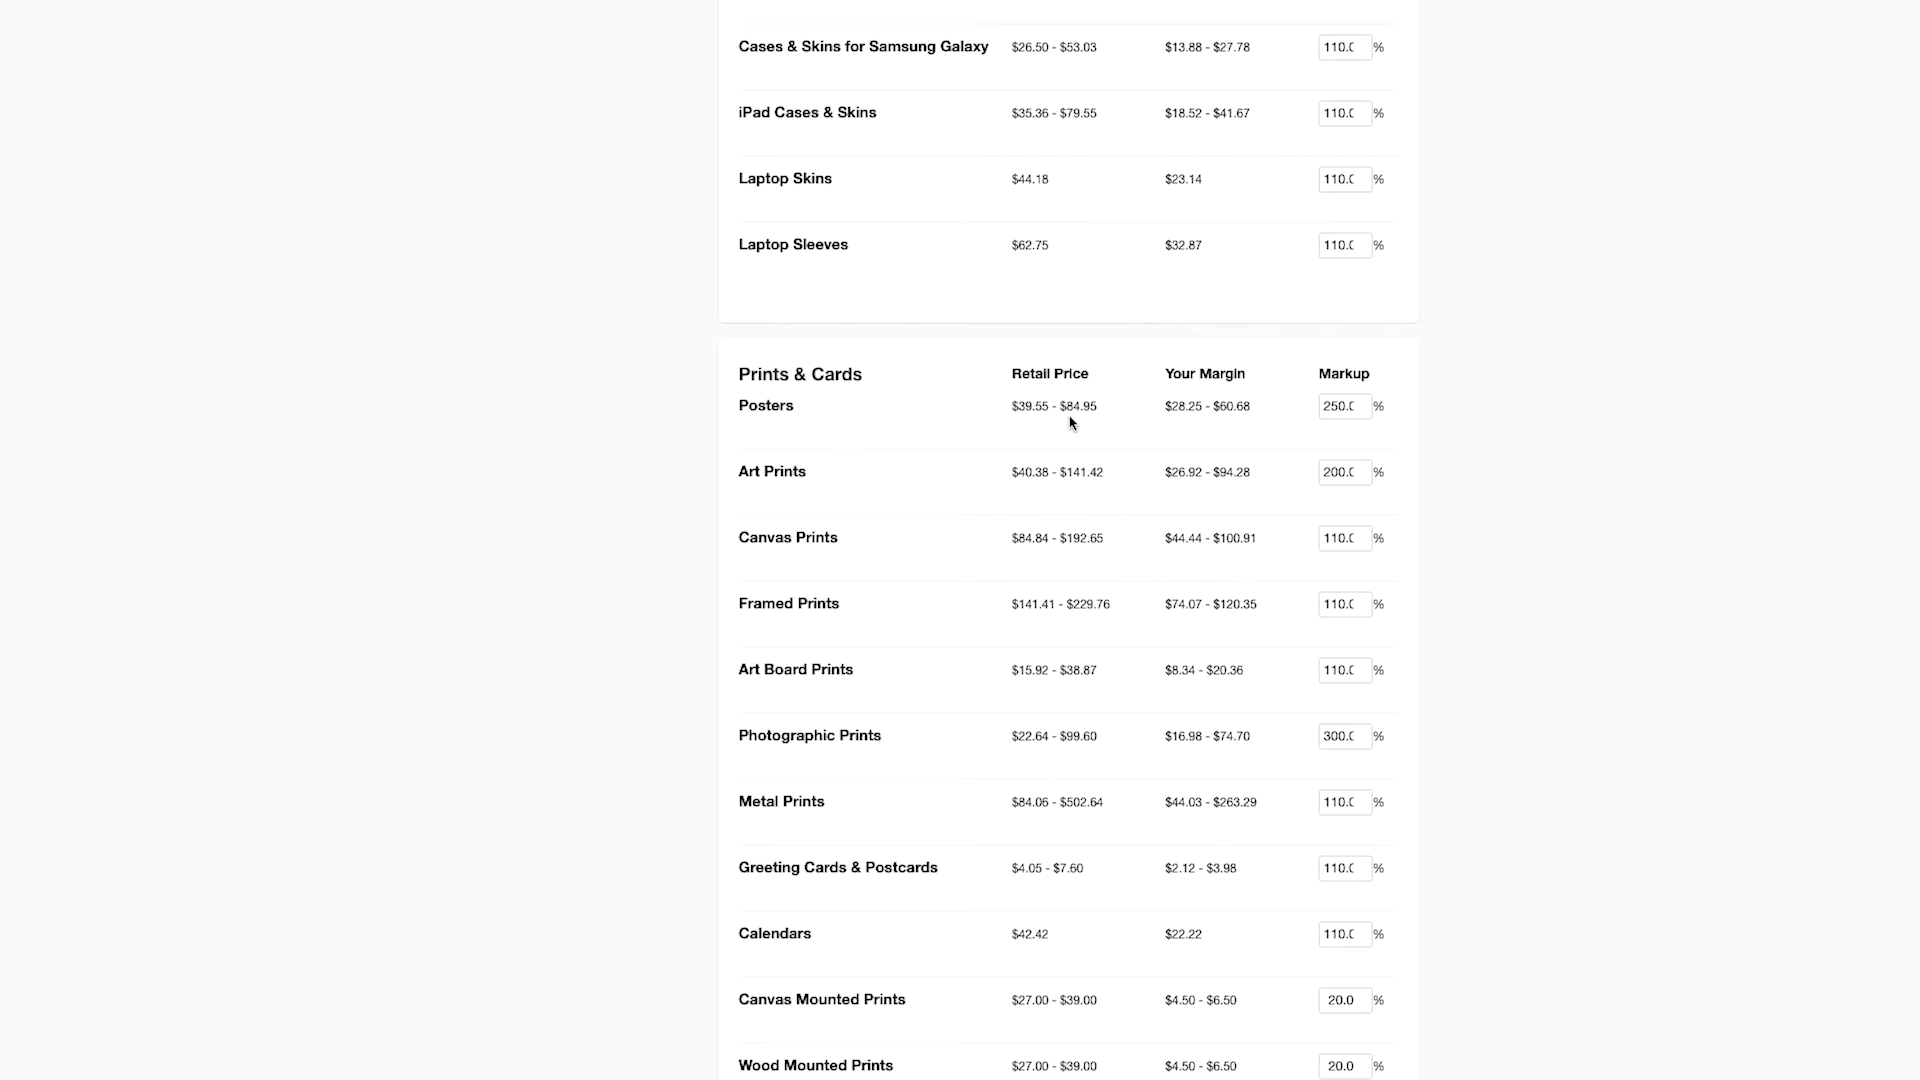 Cases & Skins for Samsung Galaxy $26.50 - $53.03 $13.88 - $27.78 110.0 %
iPad Cases & Skins $35.36 - $79.55 $18.52 - $41.67 110.0 %
Laptop Skins $44.18 $23.14 110.0 %
Laptop Sleeves $62.75 $32.87 110.0 %
Prints & Cards Retail Price Your Margin Markup
Posters $39.55 - $84.95 $28.25 - $60.68 250.0 %
Art Prints $40.38 - $141.42 $26.92 - $94.28 200.0 %
Canvas Prints $84.84 - $192.65 $44.44 - $100.91 110.0 %
Framed Prints $141.41 - $229.76 $74.07 - $120.35 110.0 %
Art Board Prints $15.92 - $38.87 $8.34 - $20.36 110.0 %
Photographic Prints $22.64 - $99.60 $16.98 - $74.70 300.0 %
Metal Prints $84.06 - $502.64 $44.03 - $263.29 110.0 %
Greeting Cards & Postcards $4.05 - $7.60 $2.12 - $3.98 110.0 %
Calendars $42.42 $22.22 110.0 %
Canvas Mounted Prints $27.00 - $39.00 $4.50 - $6.50 20.0 %
Wood Mounted Prints $27.00 - $39.00 $4.50 - $6.50 20.0 %